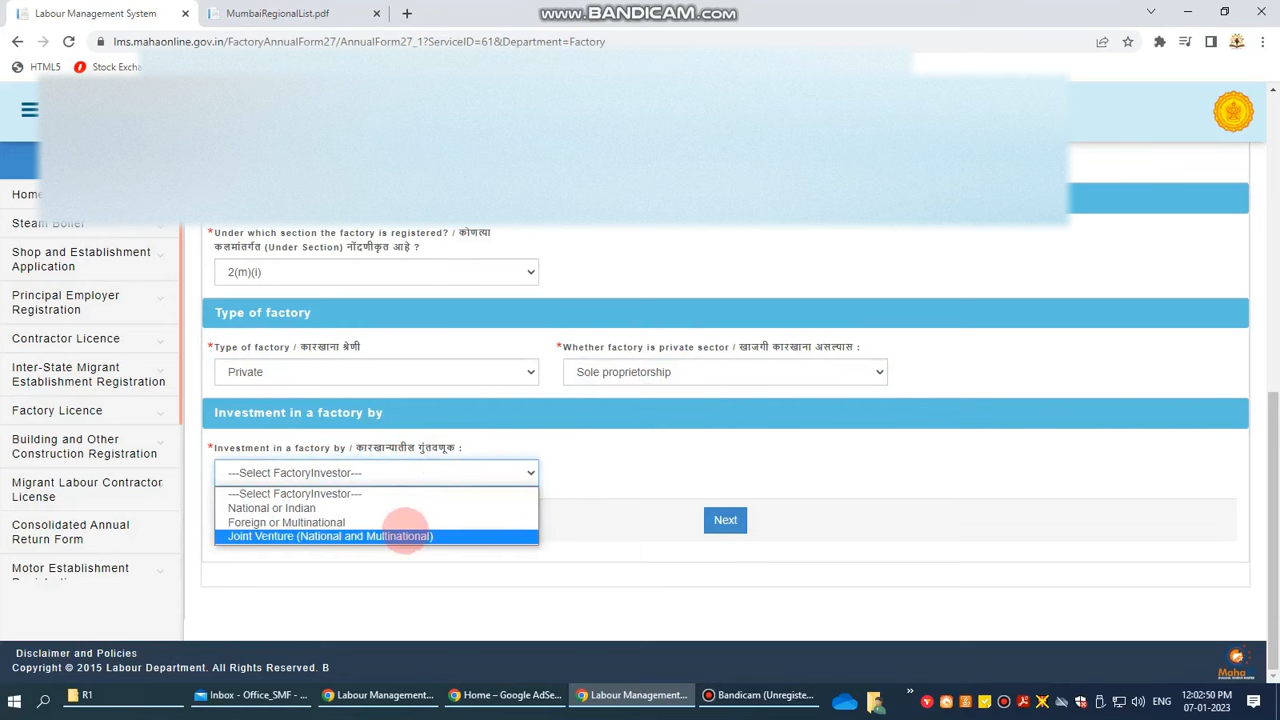 Labour Management System
MumbaiRegionalList.pdf
www.BANDICAM.com
lms.mahaonline.gov.in/FactoryAnnualForm27/AnnualForm27_1?ServiceID=61&Department=Factory
HTML5
Stock Excha
Home
Steam Boiler
Shop and Establishment
Application
Principal Employer
Registration
Contractor Licence
Inter-State Migrant
Establishment Registration
Factory Licence
Building and Other
Construction Registration
Migrant Labour Contractor
License
Consolidated Annual
Return Form
Motor Establishment
*Under which section the factory is registered? / कोणत्या
कलमांतर्गत (Under Section) नोंदणीकृत आहे ?
2(m)(i)
Type of factory
*Type of factory / कारखाना श्रेणी
*Whether factory is private sector / खाजगी कारखाना असल्यास :
Private
Sole proprietorship
Investment in a factory by
*Investment in a factory by / कारखान्यातील गुंतवणूक :
---Select FactoryInvestor---
---Select FactoryInvestor---
National or Indian
Foreign or Multinational
Joint Venture (National and Multinational)
Next
Disclaimer and Policies
Copyright © 2015 Labour Department. All Rights Reserved. B
Maha
R1
Inbox - Office_SMF - ...
Labour Management...
Home – Google AdSe...
Labour Management...
Bandicam (Unregiste...
ENG
12:02:50 PM
07-01-2023